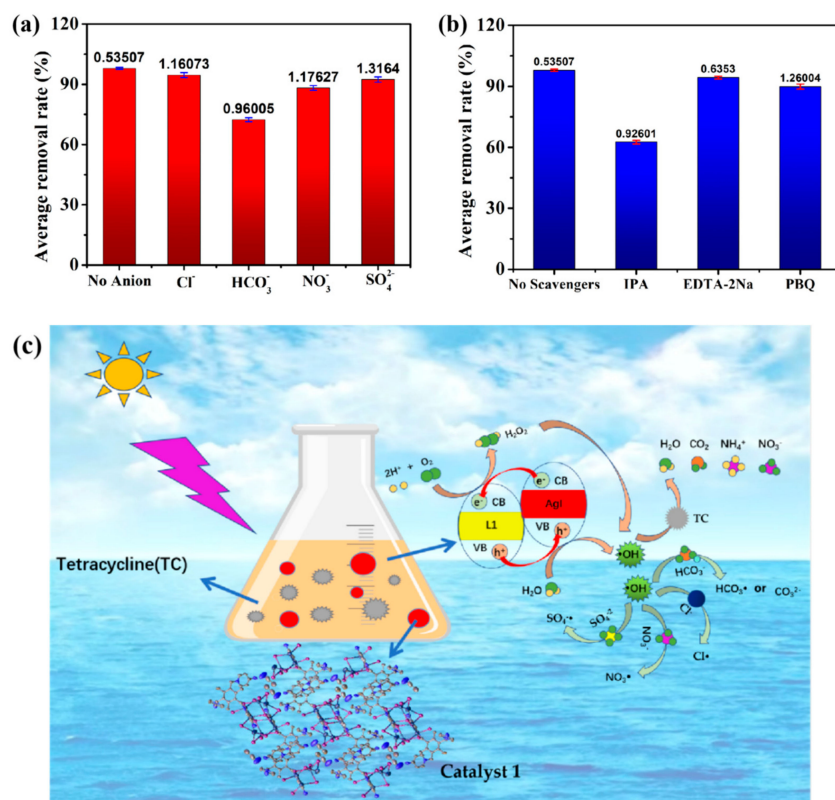 (a)
120
90
60
30
0
Average removal rate (%)
0.53507
1.16073
0.96005
1.17627
1.3164
No Anion
Cl⁻
HCO₃⁻
NO₃⁻
SO₄²⁻
(b)
120
90
60
30
0
Average removal rate (%)
0.53507
0.92601
0.6353
1.26004
No Scavengers
IPA
EDTA-2Na
PBQ
(c)
H₂O CO₂ NH₄⁺ NO₃⁻
H₂O₂
2H⁺ + O₂
e⁻ CB
e⁻ CB
AgI
L1
VB h⁺
VB h⁺
TC
•OH
Tetracycline(TC)
H₂O
•OH
HCO₃⁻
HCO₃• or CO₃²⁻
SO₄⁻•
SO₄⁻²
NO₃⁻
Cl⁻
Cl•
NO₃•
Catalyst 1